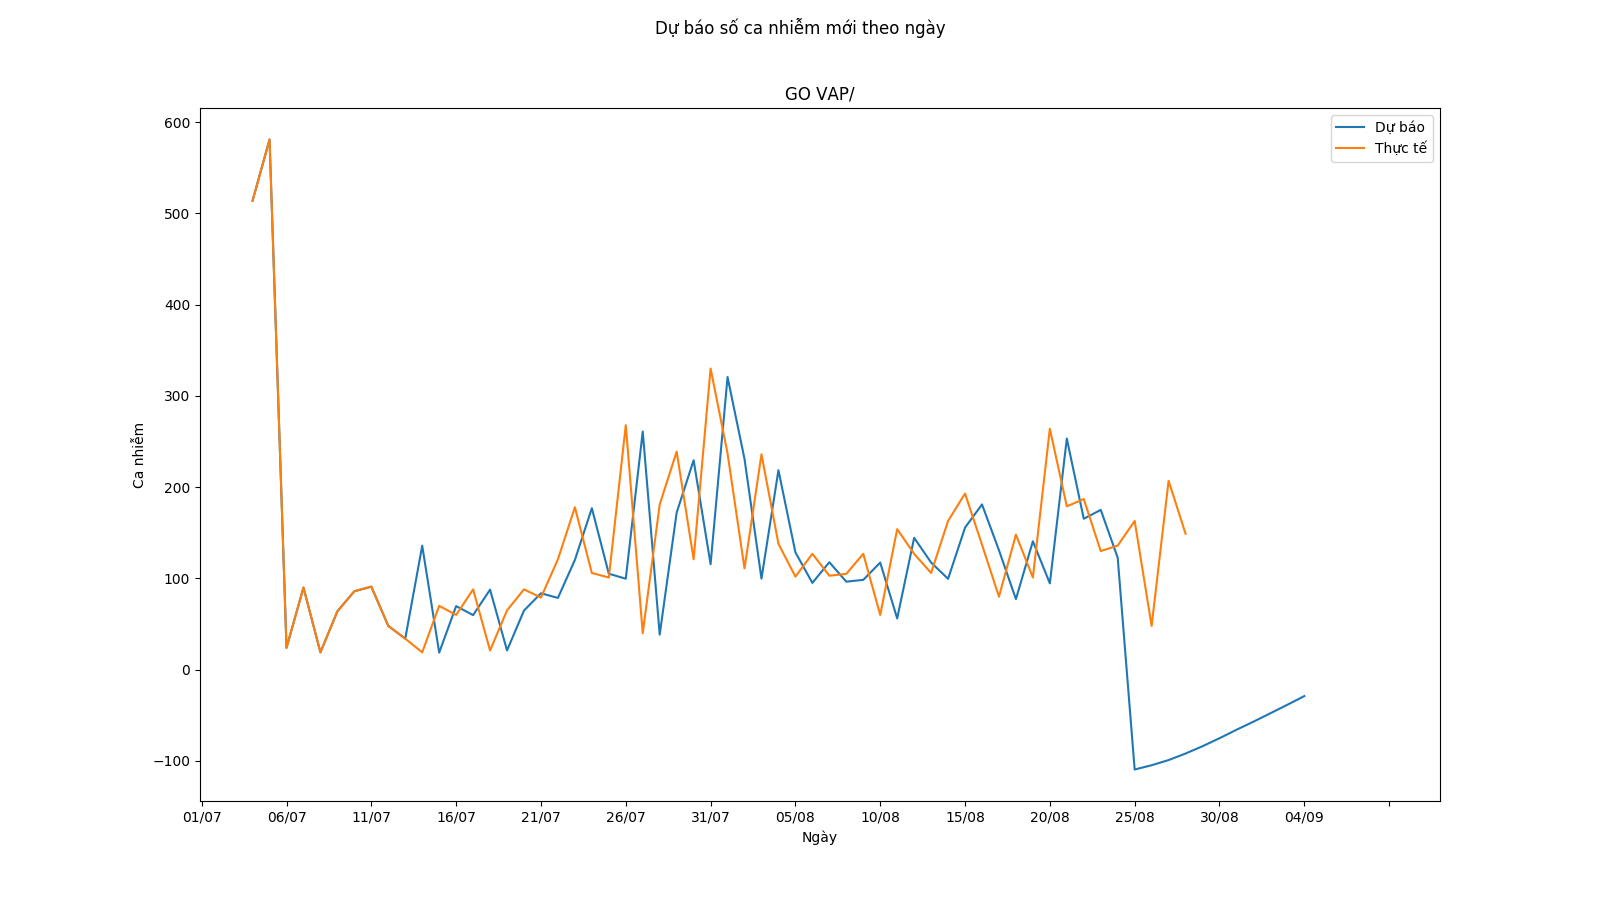 Dự báo số ca nhiễm mới theo ngày
GO VAP/
Dự báo
Thực tế
600
500
400
300
200
100
0
−100
Ca nhiễm
01/07 06/07 11/07 16/07 21/07 26/07 31/07 05/08 10/08 15/08 20/08 25/08 30/08 04/09
Ngày